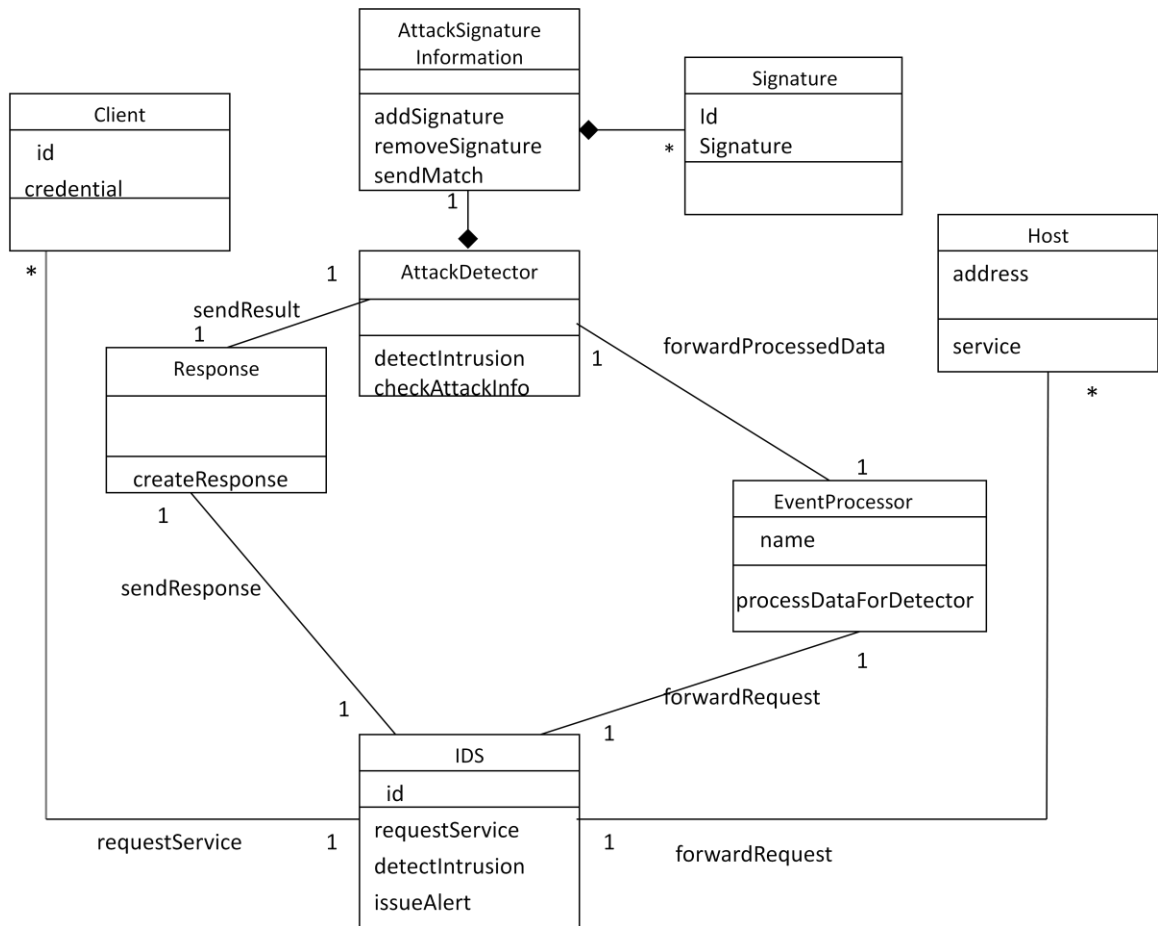 AttackSignature
Information
addSignature
removeSignature
sendMatch
1
Signature
Id
Signature
*
Client
id
credential
*
Host
address
service
*
AttackDetector
detectIntrusion
checkAttackInfo
1
sendResult
1
1
forwardProcessedData
1
Response
createResponse
1
sendResponse
1
EventProcessor
name
processDataForDetector
1
forwardRequest
1
IDS
id
requestService
detectIntrusion
issueAlert
requestService
1
1
forwardRequest